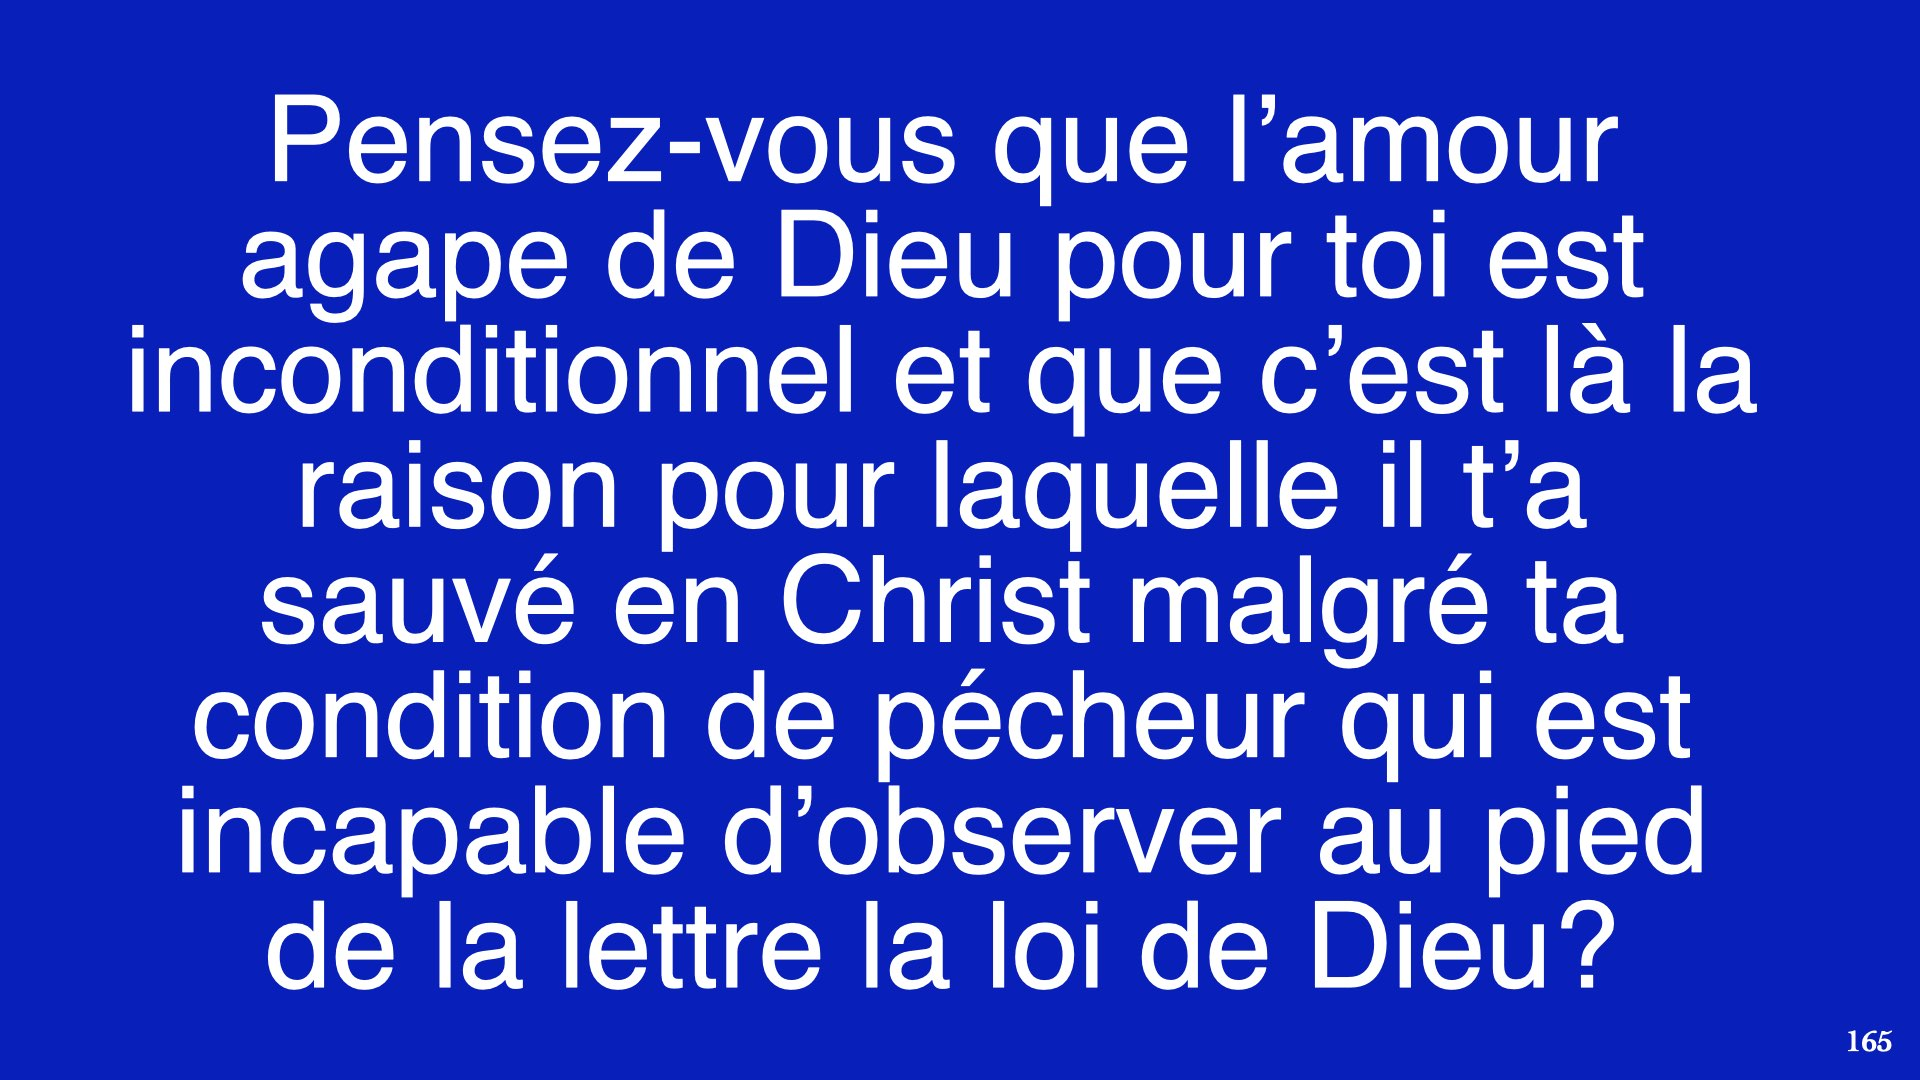 Pensez-vous que l’amour
agape de Dieu pour toi est
inconditionnel et que c’est là la
raison pour laquelle il t’a
sauvé en Christ malgré ta
condition de pécheur qui est
incapable d’observer au pied
de la lettre la loi de Dieu?
165